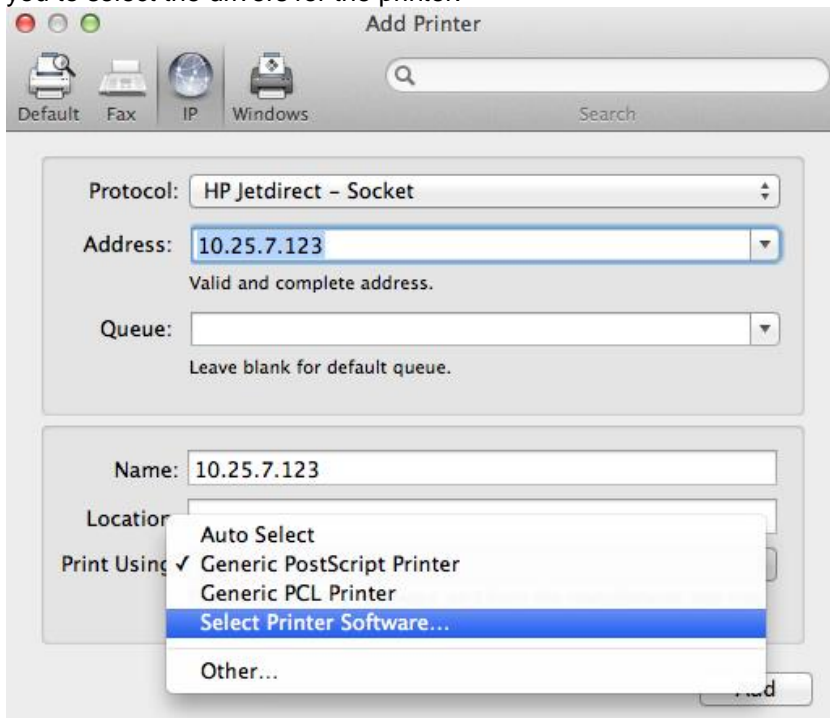 you to select the drivers for the printer.
Add Printer
Default Fax IP Windows Search
Protocol: HP Jetdirect – Socket
Address: 10.25.7.123
Valid and complete address.
Queue:
Leave blank for default queue.
Name: 10.25.7.123
Location
Auto Select
Print Using ✓ Generic PostScript Printer
Generic PCL Printer
Select Printer Software...
Other...